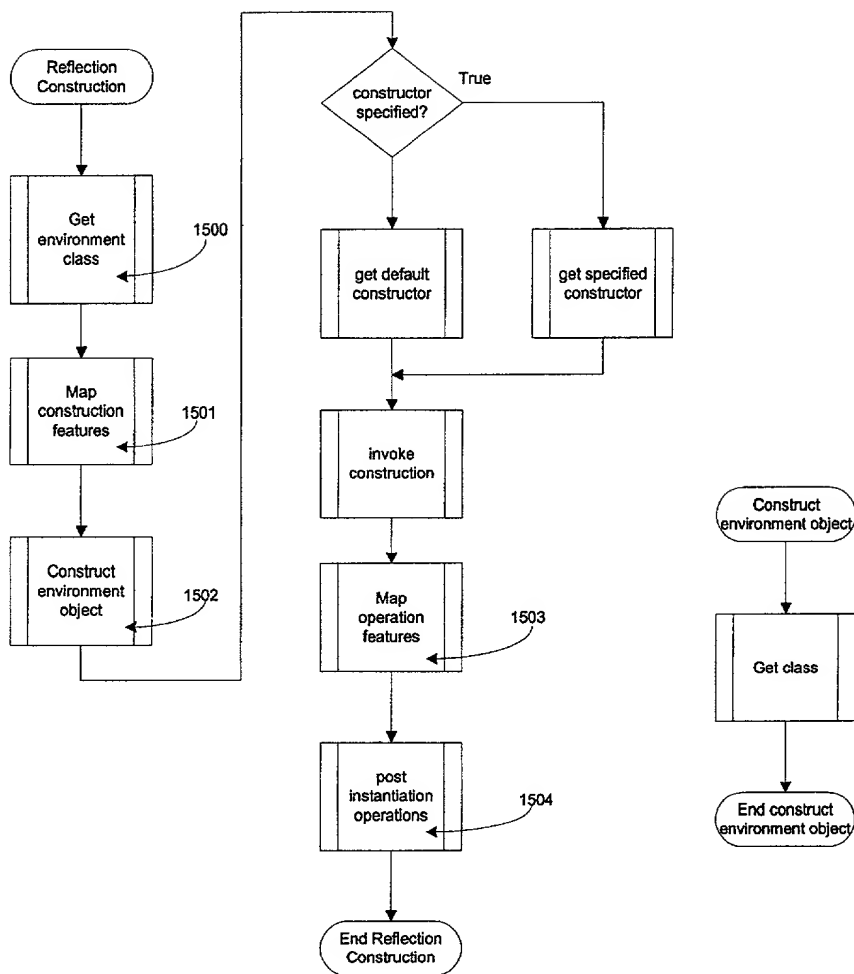 Reflection
Construction
Get
environment
class
1500
Map
construction
features
1501
Construct
environment
object
1502
constructor
specified?
True
get default
constructor
get specified
constructor
invoke
construction
Map
operation
features
1503
post
instantiation
operations
1504
End Reflection
Construction
Construct
environment object
Get class
End construct
environment object